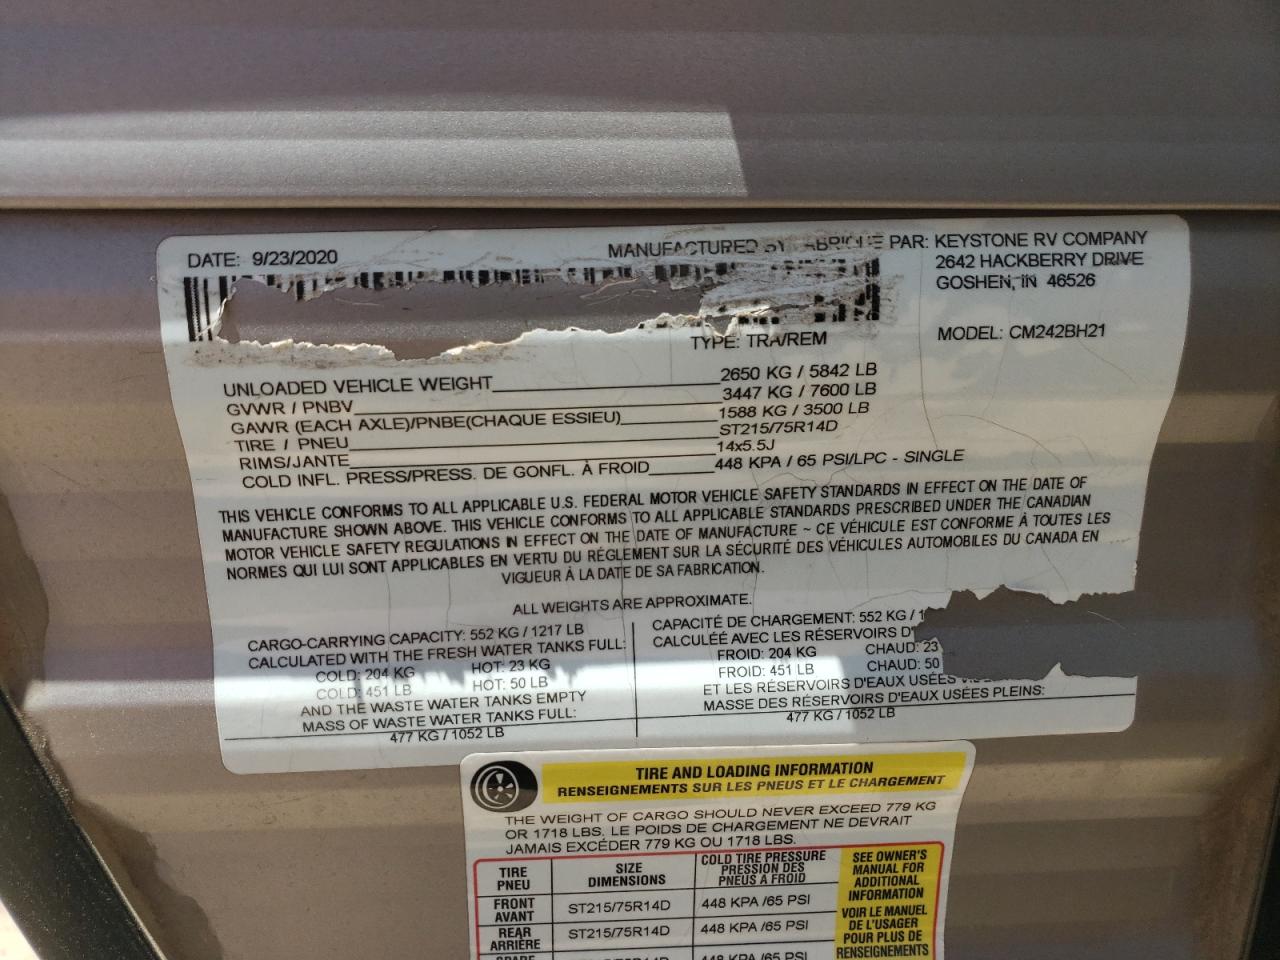 DATE: 9/23/2020
MANUFACTURED BY / FABRIQUE PAR: KEYSTONE RV COMPANY
2642 HACKBERRY DRIVE
GOSHEN, IN 46526
TYPE: TRA/REM
MODEL: CM242BH21
UNLOADED VEHICLE WEIGHT 2650 KG / 5842 LB
GVWR / PNBV 3447 KG / 7600 LB
GAWR (EACH AXLE)/PNBE(CHAQUE ESSIEU) 1588 KG / 3500 LB
TIRE / PNEU ST215/75R14D
RIMS/JANTE 14x5.5J
COLD INFL. PRESS/PRESS. DE GONFL. À FROID 448 KPA / 65 PSI/LPC - SINGLE
THIS VEHICLE CONFORMS TO ALL APPLICABLE U.S. FEDERAL MOTOR VEHICLE SAFETY STANDARDS IN EFFECT ON THE DATE OF
MANUFACTURE SHOWN ABOVE. THIS VEHICLE CONFORMS TO ALL APPLICABLE STANDARDS PRESCRIBED UNDER THE CANADIAN
MOTOR VEHICLE SAFETY REGULATIONS IN EFFECT ON THE DATE OF MANUFACTURE ~ CE VÉHICULE EST CONFORME À TOUTES LES
NORMES QUI LUI SONT APPLICABLES EN VERTU DU RÉGLEMENT SUR LA SÉCURITÉ DES VÉHICULES AUTOMOBILES DU CANADA EN
VIGUEUR À LA DATE DE SA FABRICATION.
ALL WEIGHTS ARE APPROXIMATE.
CARGO-CARRYING CAPACITY: 552 KG / 1217 LB
CALCULATED WITH THE FRESH WATER TANKS FULL:
COLD: 204 KG HOT: 23 KG
COLD: 451 LB HOT: 50 LB
AND THE WASTE WATER TANKS EMPTY
MASS OF WASTE WATER TANKS FULL:
477 KG / 1052 LB
CAPACITÉ DE CHARGEMENT: 552 KG / 1
CALCULÉE AVEC LES RÉSERVOIRS D'
FROID: 204 KG CHAUD: 23
FROID: 451 LB CHAUD: 50
ET LES RÉSERVOIRS D'EAUX USÉES
MASSE DES RÉSERVOIRS D'EAUX USÉES PLEINS:
477 KG / 1052 LB
TIRE AND LOADING INFORMATION
RENSEIGNEMENTS SUR LES PNEUS ET LE CHARGEMENT
THE WEIGHT OF CARGO SHOULD NEVER EXCEED 779 KG
OR 1718 LBS. LE POIDS DE CHARGEMENT NE DEVRAIT
JAMAIS EXCÉDER 779 KG OU 1718 LBS.
TIRE
PNEU
SIZE
DIMENSIONS
COLD TIRE PRESSURE
PRESSION DES
PNEUS A FROID
FRONT
AVANT
ST215/75R14D
448 KPA /65 PSI
REAR
ARRIÈRE
ST215/75R14D
448 KPA /65 PSI
SPARE
ST215/75R14D
448 KPA /65 PSI
SEE OWNER'S
MANUAL FOR
ADDITIONAL
INFORMATION
VOIR LE MANUEL
DE L'USAGER
POUR PLUS DE
RENSEIGNEMENTS